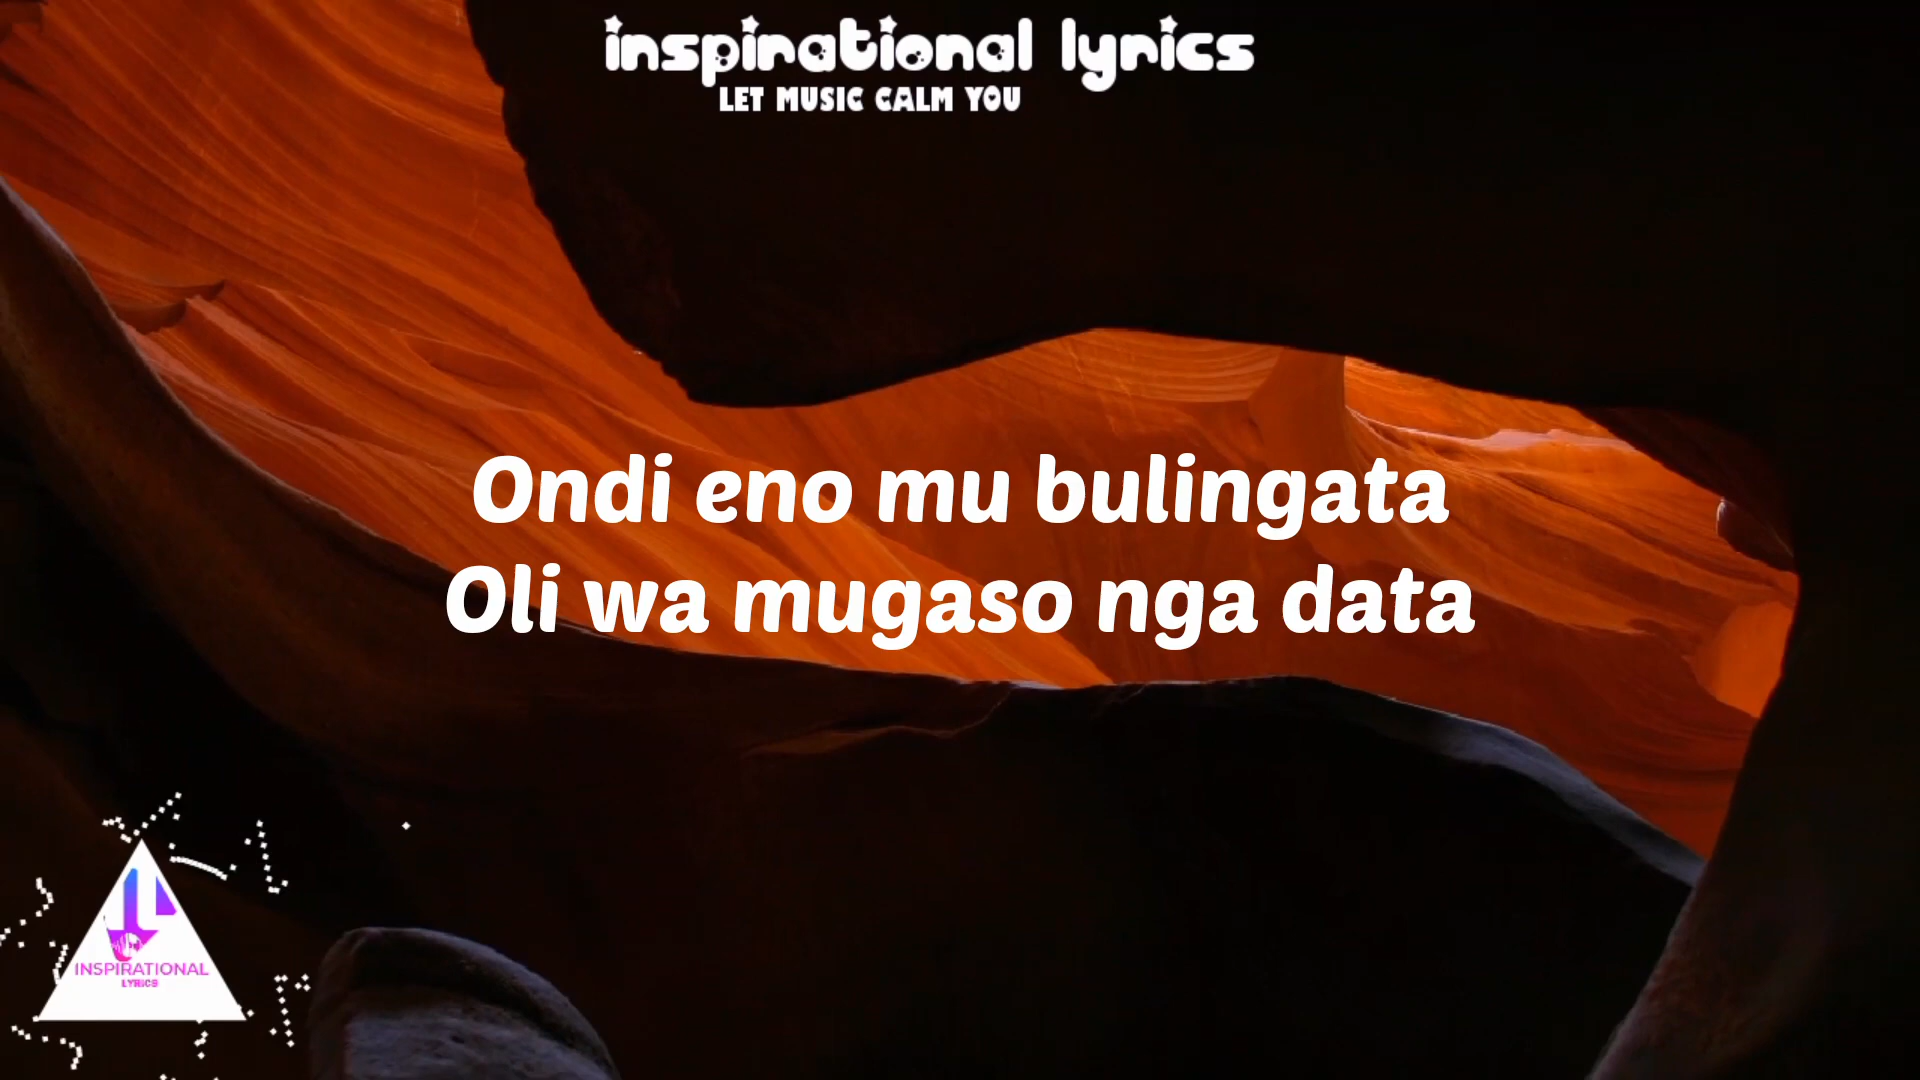 inspirational lyrics
LET MUSIC CALM YOU
Ondi eno mu bulingata
Oli wa mugaso nga data
INSPIRATIONAL
LYRICS